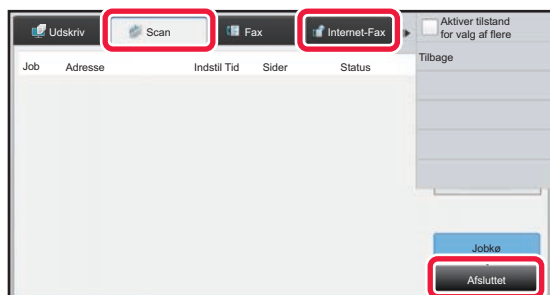 Udskriv Scan Fax Internet-Fax
Aktiver tilstand
for valg af flere
Job Adresse Indstil Tid Sider Status
Tilbage
Jobkø
Afsluttet